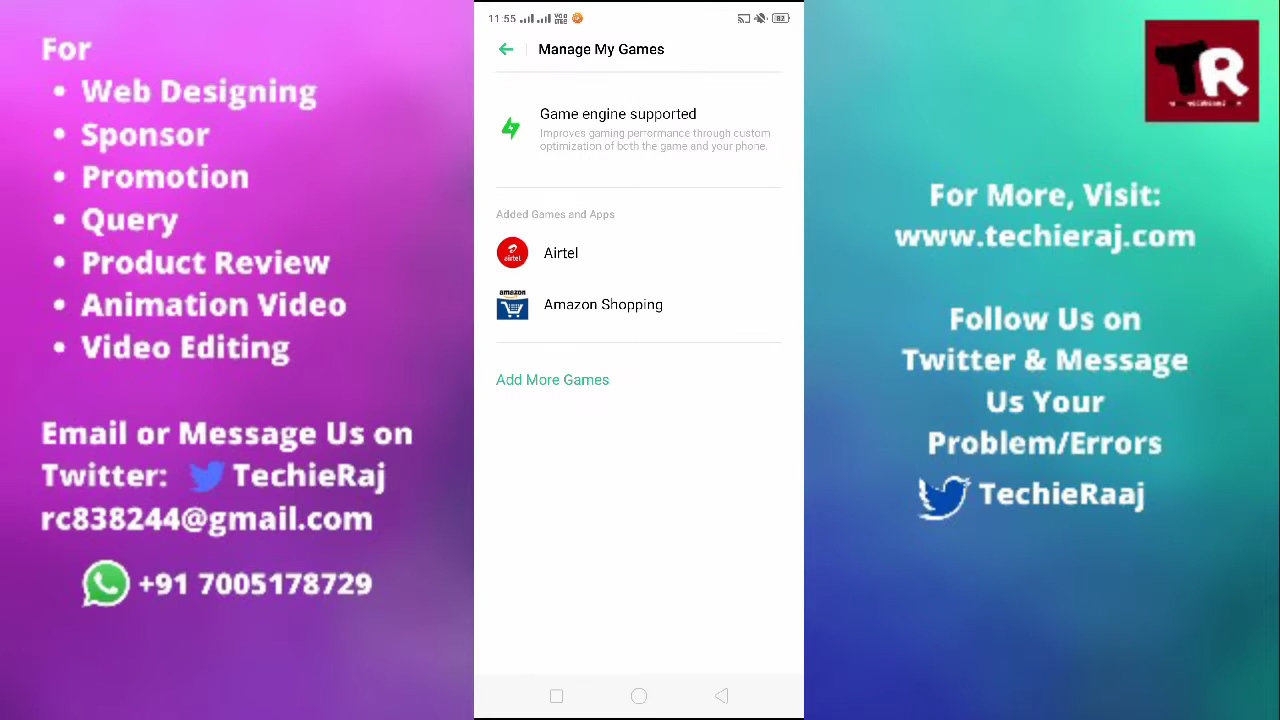 For
• Web Designing
• Sponsor
• Promotion
• Query
• Product Review
• Animation Video
• Video Editing
Email or Message Us on
Twitter: TechieRaj
rc838244@gmail.com
+91 7005178729
11:55
82
Manage My Games
Game engine supported
Improves gaming performance through custom
optimization of both the game and your phone.
Added Games and Apps
airtel
Airtel
amazon
Amazon Shopping
Add More Games
TR
For More, Visit:
www.techieraj.com
Follow Us on
Twitter & Message
Us Your
Problem/Errors
TechieRaaj